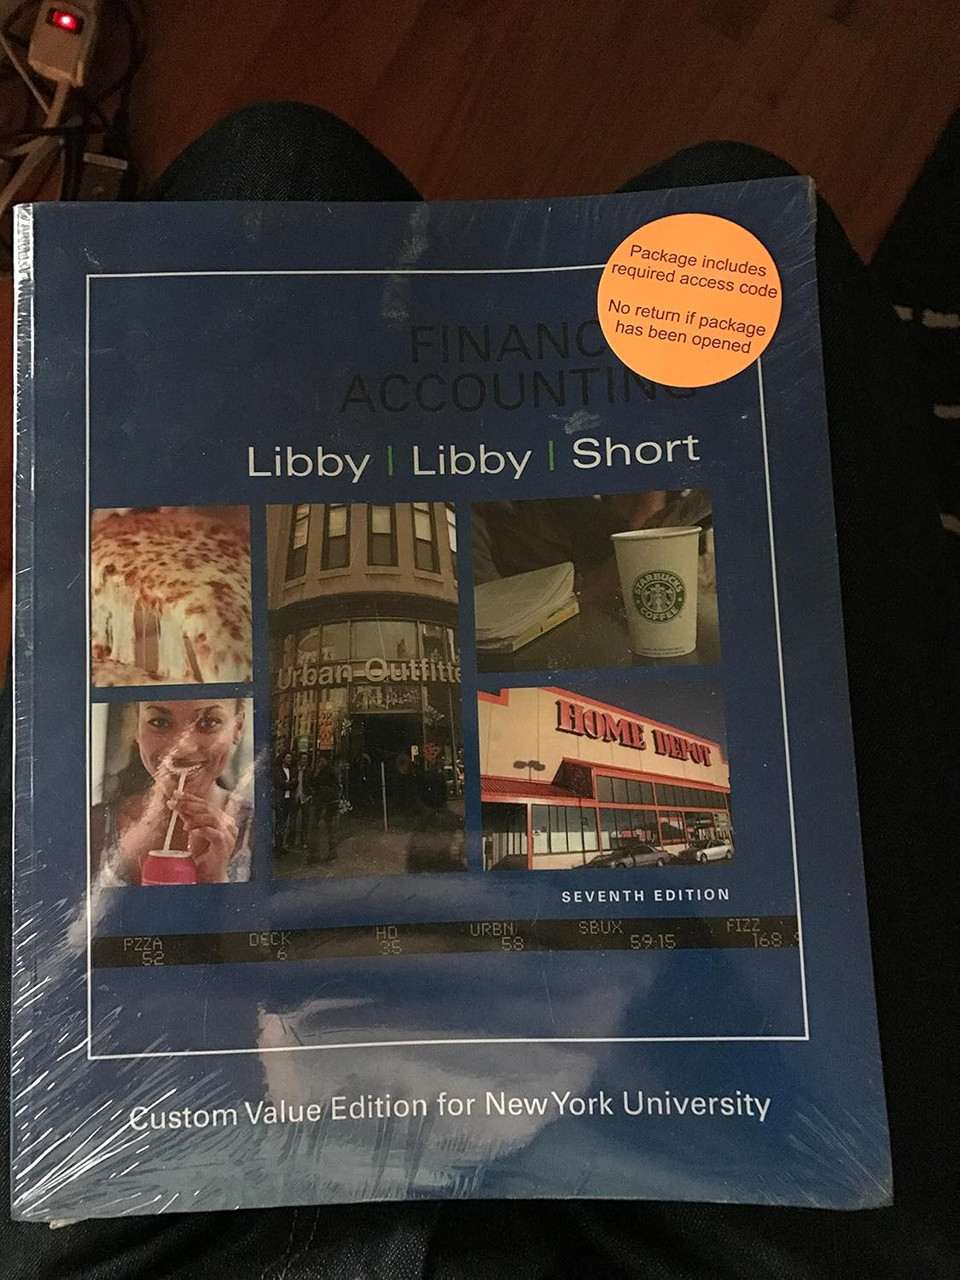 Package includes
required access code
No return if package
has been opened
FINANC
ACCOUNTING
Libby | Libby | Short
Urban Outfitte
STARBUCKS
COFFEE
HOME DEPOT
SEVENTH EDITION
PZZA DECK HD URBN SBUX FIZZ
52 6 35 58 59.15 168.9
Custom Value Edition for New York University